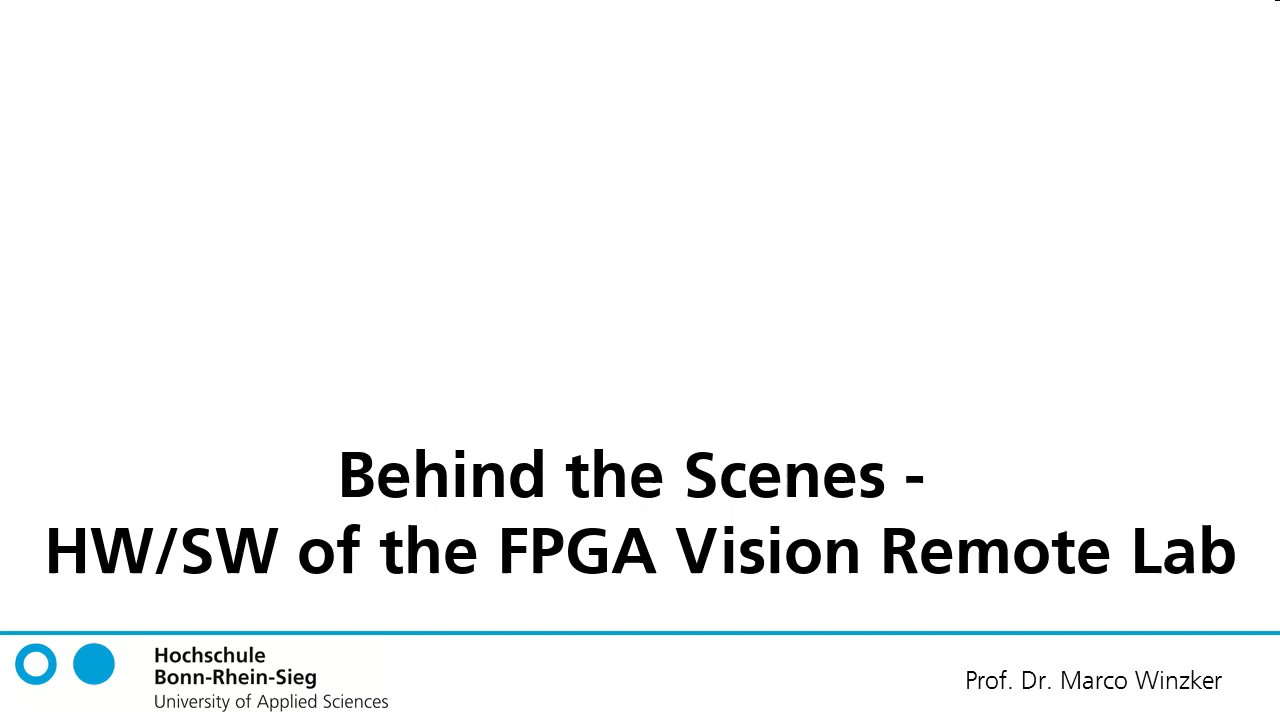 Behind the Scenes -
HW/SW of the FPGA Vision Remote Lab
Hochschule
Bonn-Rhein-Sieg
University of Applied Sciences
Prof. Dr. Marco Winzker